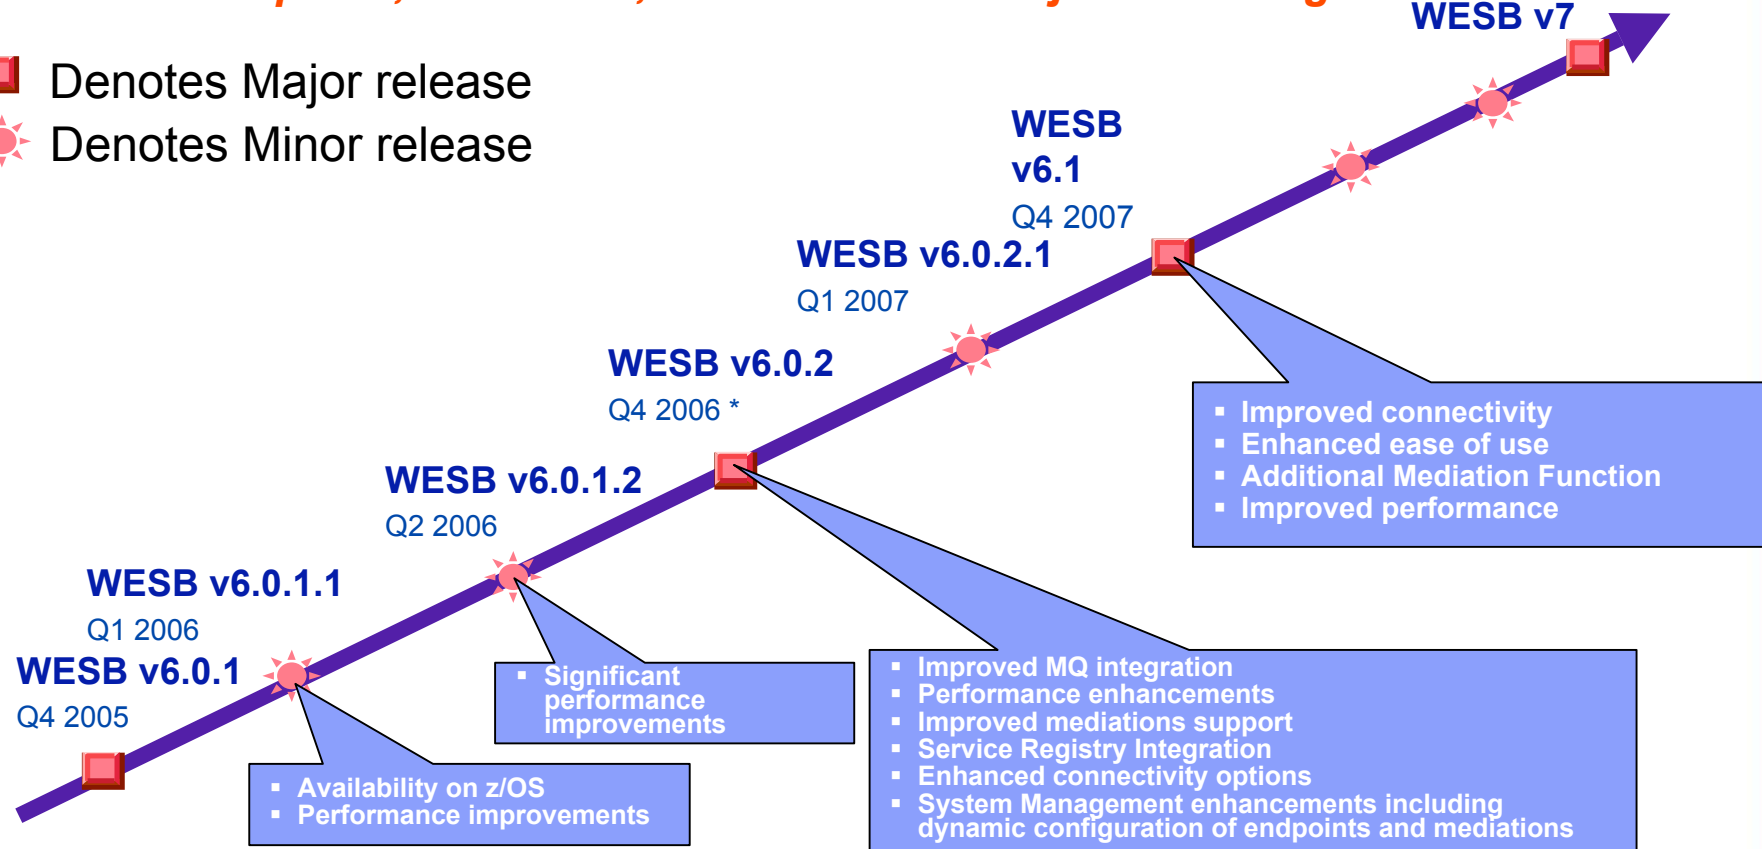 WESB v7
Denotes Major release
Denotes Minor release
WESB
v6.1
Q4 2007
WESB v6.0.2.1
Q1 2007
WESB v6.0.2
Q4 2006 *
WESB v6.0.1.2
Q2 2006
WESB v6.0.1.1
Q1 2006
WESB v6.0.1
Q4 2005
▪ Improved connectivity
▪ Enhanced ease of use
▪ Additional Mediation Function
▪ Improved performance
▪ Significant
performance
improvements
▪ Improved MQ integration
▪ Performance enhancements
▪ Improved mediations support
▪ Service Registry Integration
▪ Enhanced connectivity options
▪ System Management enhancements including
dynamic configuration of endpoints and mediations
▪ Availability on z/OS
▪ Performance improvements